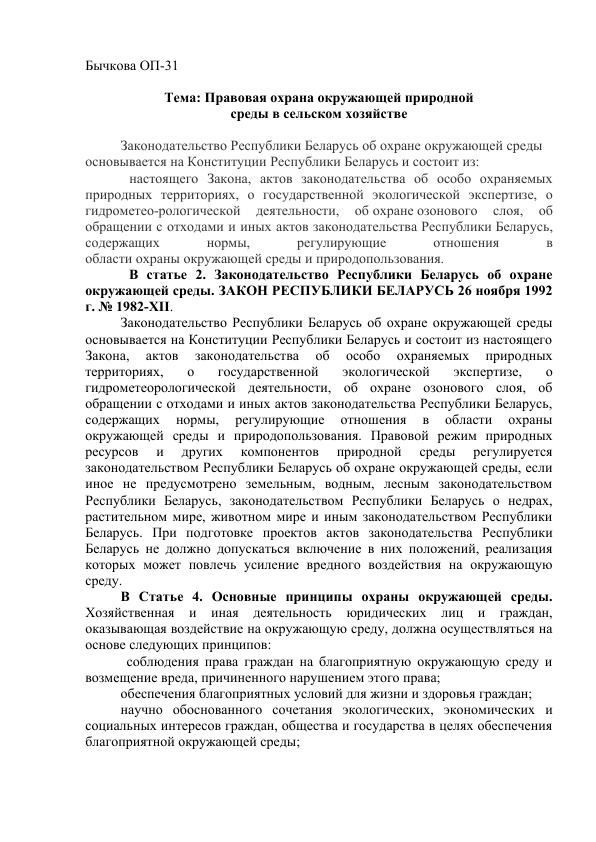 Бычкова ОП-31
Тема: Правовая охрана окружающей природной
среды в сельском хозяйстве
Законодательство Республики Беларусь об охране окружающей среды
основывается на Конституции Республики Беларусь и состоит из:
настоящего Закона, актов законодательства об особо охраняемых
природных территориях, о государственной экологической экспертизе, о
гидрометео-рологической деятельности, об охране озонового слоя, об
обращении с отходами и иных актов законодательства Республики Беларусь,
содержащих нормы, регулирующие отношения в
области охраны окружающей среды и природопользования.
В статье 2. Законодательство Республики Беларусь об охране
окружающей среды. ЗАКОН РЕСПУБЛИКИ БЕЛАРУСЬ 26 ноября 1992
г. № 1982-XII.
Законодательство Республики Беларусь об охране окружающей среды
основывается на Конституции Республики Беларусь и состоит из настоящего
Закона, актов законодательства об особо охраняемых природных
территориях, о государственной экологической экспертизе, о
гидрометеорологической деятельности, об охране озонового слоя, об
обращении с отходами и иных актов законодательства Республики Беларусь,
содержащих нормы, регулирующие отношения в области охраны
окружающей среды и природопользования. Правовой режим природных
ресурсов и других компонентов природной среды регулируется
законодательством Республики Беларусь об охране окружающей среды, если
иное не предусмотрено земельным, водным, лесным законодательством
Республики Беларусь, законодательством Республики Беларусь о недрах,
растительном мире, животном мире и иным законодательством Республики
Беларусь. При подготовке проектов актов законодательства Республики
Беларусь не должно допускаться включение в них положений, реализация
которых может повлечь усиление вредного воздействия на окружающую
среду.
В Статье 4. Основные принципы охраны окружающей среды.
Хозяйственная и иная деятельность юридических лиц и граждан,
оказывающая воздействие на окружающую среду, должна осуществляться на
основе следующих принципов:
соблюдения права граждан на благоприятную окружающую среду и
возмещение вреда, причиненного нарушением этого права;
обеспечения благоприятных условий для жизни и здоровья граждан;
научно обоснованного сочетания экологических, экономических и
социальных интересов граждан, общества и государства в целях обеспечения
благоприятной окружающей среды;